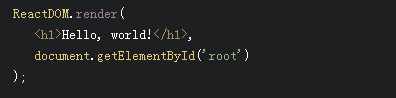 ReactDOM.render(
<h1>Hello, world!</h1>,
document.getElementById('root')
);